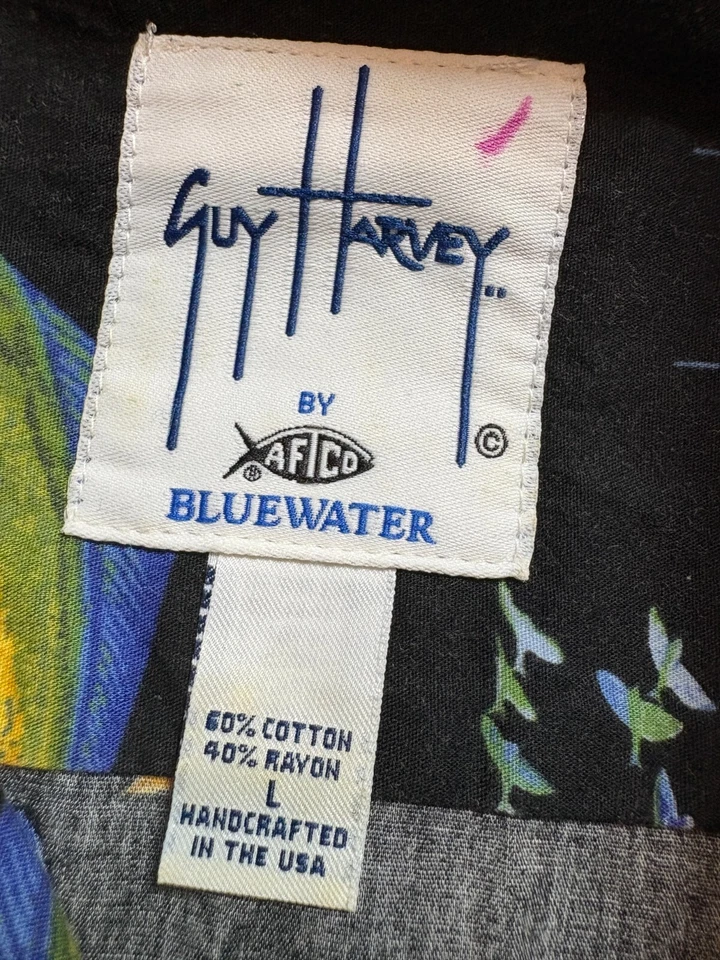 GUY HARVEY
©
BY
AFTCO ®
BLUEWATER
60% COTTON
40% RAYON
L
HANDCRAFTED
IN THE USA